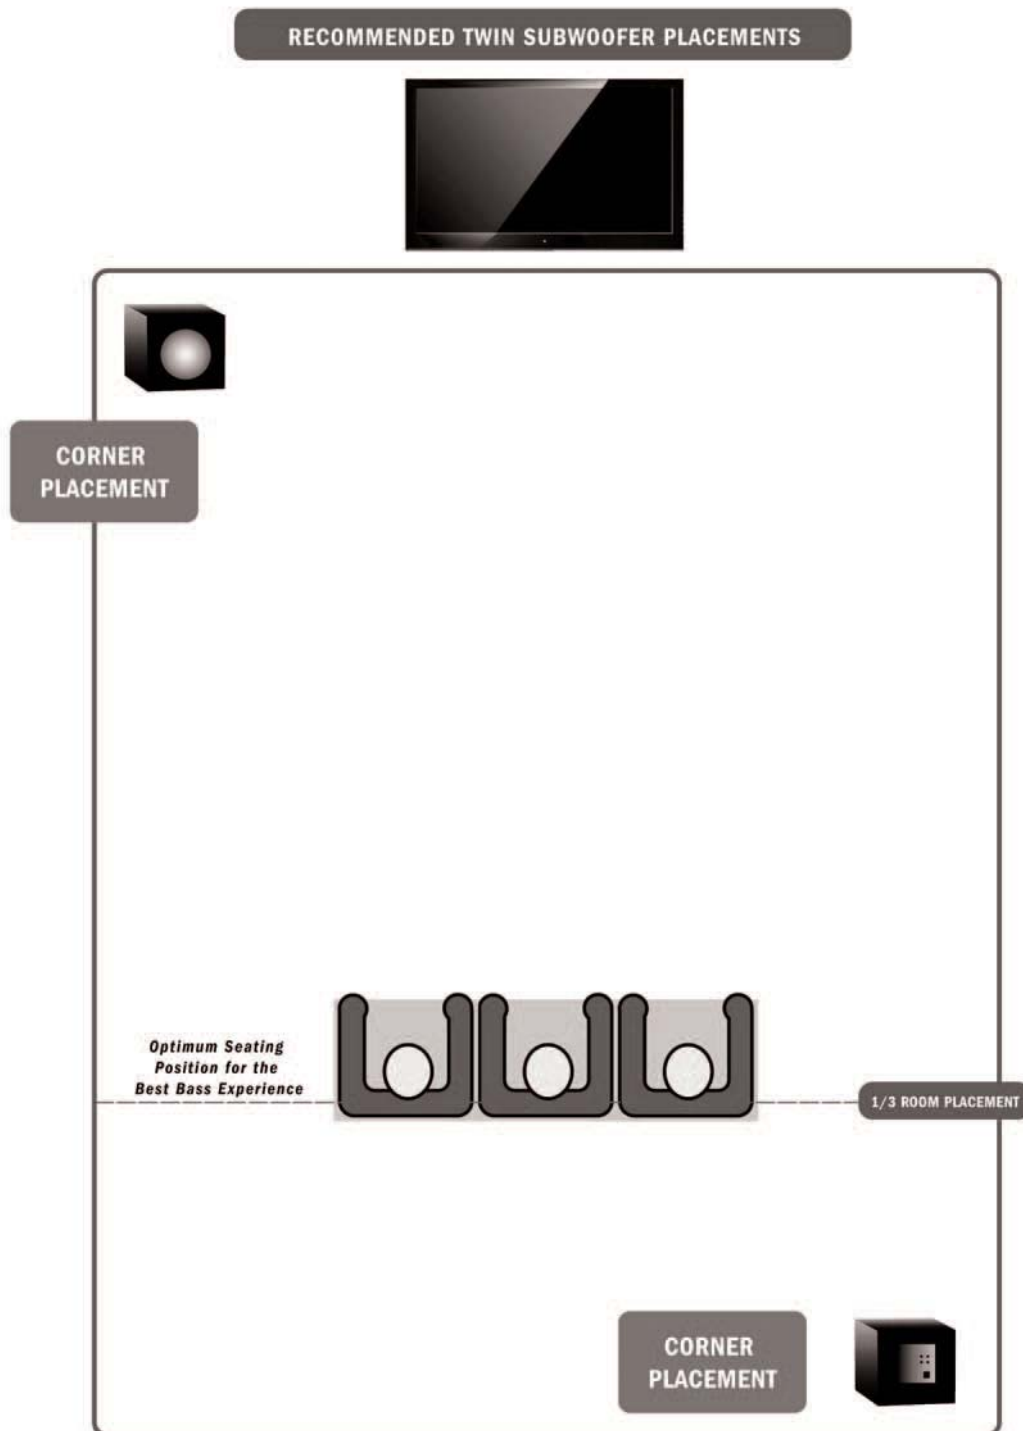 RECOMMENDED TWIN SUBWOOFER PLACEMENTS
CORNER
PLACEMENT
Optimum Seating
Position for the
Best Bass Experience
1/3 ROOM PLACEMENT
CORNER
PLACEMENT